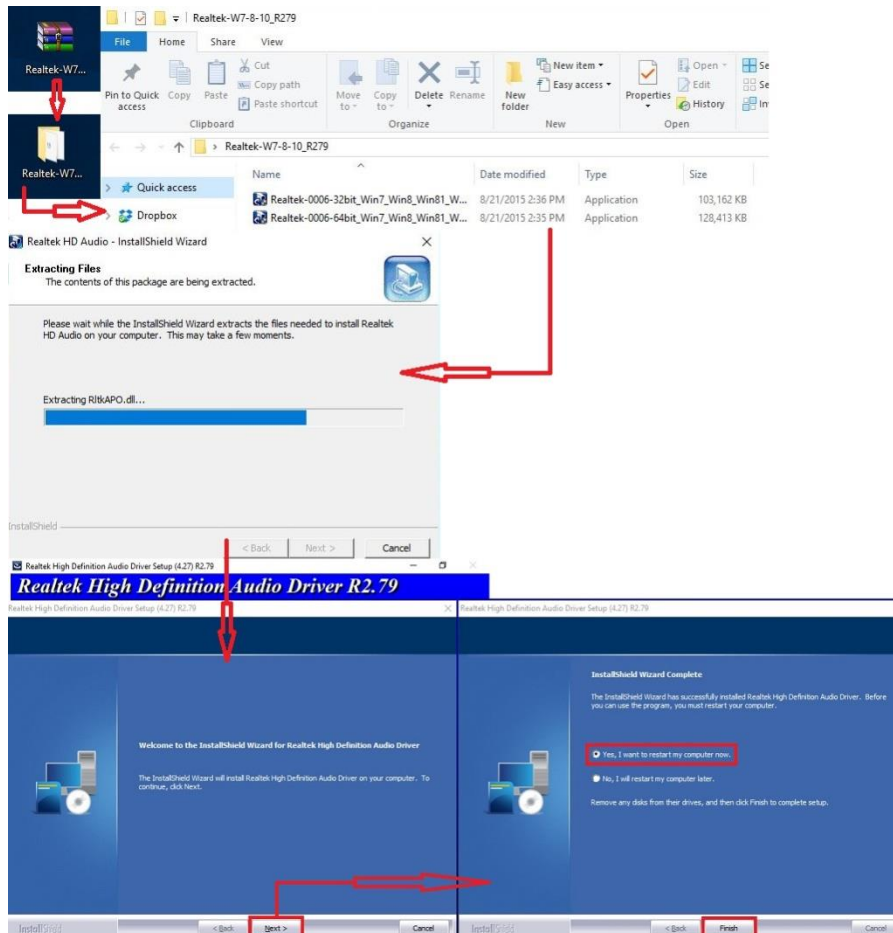 Realtek-W7-8-10_R279
File Home Share View
Realtek-W7...
Pin to Quick access
Copy
Paste
Cut
Copy path
Paste shortcut
Move to
Copy to
Delete
Rename
New folder
New item
Easy access
Properties
Open
Edit
History
Se
Se
In
Clipboard
Organize
New
Open
Realtek-W7-8-10_R279
Realtek-W7...
Name Date modified Type Size
Quick access
Realtek-0006-32bit_Win7_Win8_Win81_W... 8/21/2015 2:36 PM Application 103,162 KB
Dropbox
Realtek-0006-64bit_Win7_Win8_Win81_W... 8/21/2015 2:35 PM Application 128,413 KB
Realtek HD Audio - InstallShield Wizard
Extracting Files
The contents of this package are being extracted.
Please wait while the InstallShield Wizard extracts the files needed to install Realtek
HD Audio on your computer. This may take a few moments.
Extracting RltkAPO.dll...
InstallShield
< Back Next > Cancel
Realtek High Definition Audio Driver Setup (4.27) R2.79
Realtek High Definition Audio Driver R2.79
Realtek High Definition Audio Driver Setup (4.27) R2.79
Welcome to the InstallShield Wizard for Realtek High Definition Audio Driver
The InstallShield Wizard will install Realtek High Definition Audio Driver on your computer. To
continue, click Next.
InstallShield
< Back Next > Cancel
Realtek High Definition Audio Driver Setup (4.27) R2.79
InstallShield Wizard Complete
The InstallShield Wizard has successfully installed Realtek High Definition Audio Driver. Before
you can use the program, you must restart your computer.
Yes, I want to restart my computer now.
No, I will restart my computer later.
Remove any disks from their drives, and then click Finish to complete setup.
InstallShield
< Back Finish Cancel